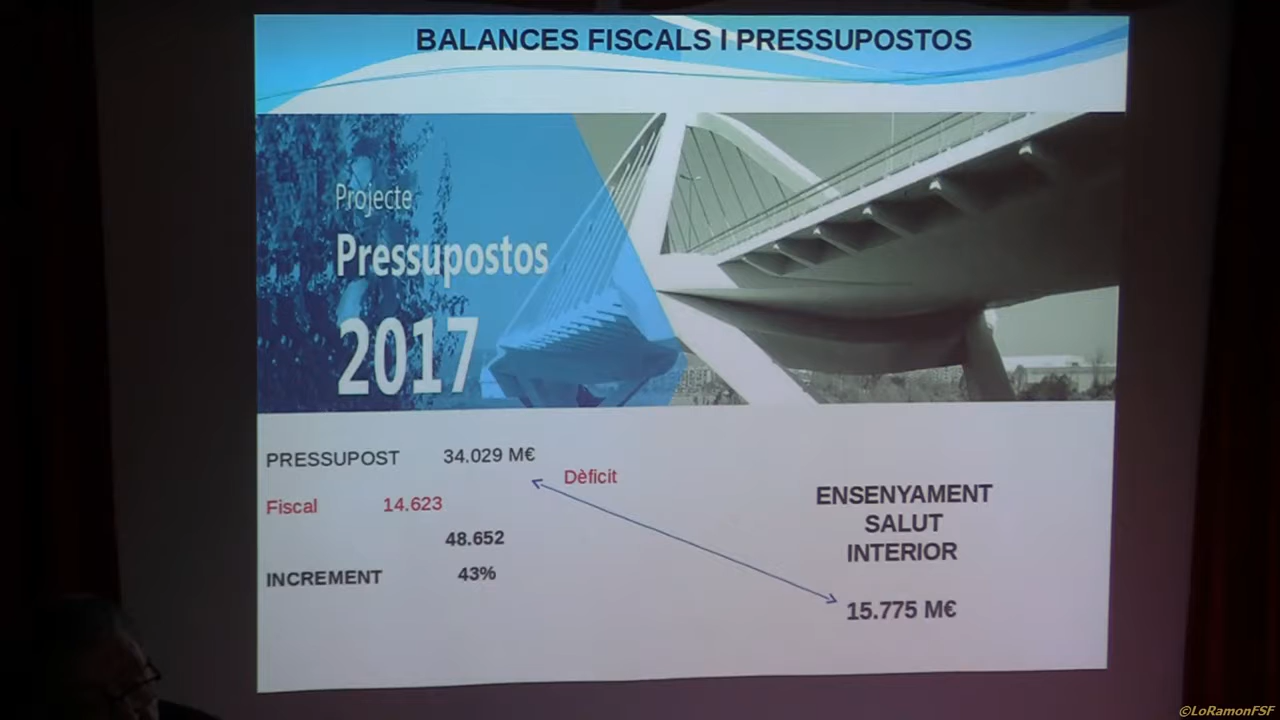 BALANCES FISCALS I PRESSUPOSTOS
Projecte
Pressupostos
2017
PRESSUPOST 34.029 M€
Dèficit
Fiscal 14.623
48.652
INCREMENT 43%
ENSENYAMENT
SALUT
INTERIOR
15.775 M€
©LoRamonFSF